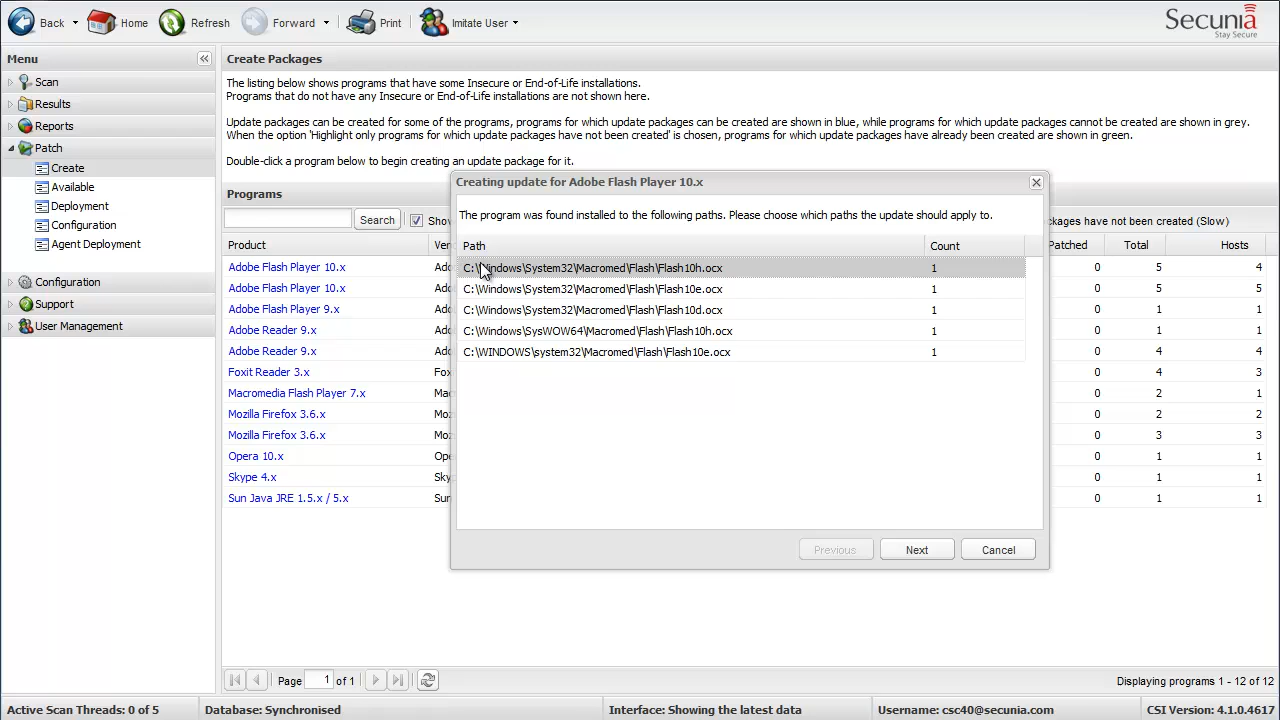 Back Home Refresh Forward Print Imitate User Secunia
Stay Secure
Menu
Scan
Results
Reports
Patch
Create
Available
Deployment
Configuration
Agent Deployment
Configuration
Support
User Management
Create Packages
The listing below shows programs that have some Insecure or End-of-Life installations.
Programs that do not have any Insecure or End-of-Life installations are not shown here.
Update packages can be created for some of the programs, programs for which update packages can be created are shown in blue, while programs for which update packages cannot be created are shown in grey.
When the option 'Highlight only programs for which update packages have not been created' is chosen, programs for which update packages have already been created are shown in green.
Double-click a program below to begin creating an update package for it.
Programs
Search Sho ckages have not been created (Slow)
Product Ven Patched Total Hosts
Adobe Flash Player 10.x Ado 0 5 4
Adobe Flash Player 10.x Ado 0 5 5
Adobe Flash Player 9.x Ado 0 1 1
Adobe Reader 9.x Ado 0 1 1
Adobe Reader 9.x Ado 0 4 4
Foxit Reader 3.x Fox 0 4 3
Macromedia Flash Player 7.x Mac 0 2 1
Mozilla Firefox 3.6.x Moz 0 2 2
Mozilla Firefox 3.6.x Moz 0 3 3
Opera 10.x Ope 0 1 1
Skype 4.x Sky 0 1 1
Sun Java JRE 1.5.x / 5.x Sun 0 1 1
Creating update for Adobe Flash Player 10.x
The program was found installed to the following paths. Please choose which paths the update should apply to.
Path Count
C:\Windows\System32\Macromed\Flash\Flash10h.ocx 1
C:\Windows\System32\Macromed\Flash\Flash10e.ocx 1
C:\Windows\System32\Macromed\Flash\Flash10d.ocx 1
C:\Windows\SysWOW64\Macromed\Flash\Flash10h.ocx 1
C:\WINDOWS\system32\Macromed\Flash\Flash10e.ocx 1
Previous Next Cancel
Page 1 of 1 Displaying programs 1 - 12 of 12
Active Scan Threads: 0 of 5 Database: Synchronised Interface: Showing the latest data Username: csc40@secunia.com CSI Version: 4.1.0.4617